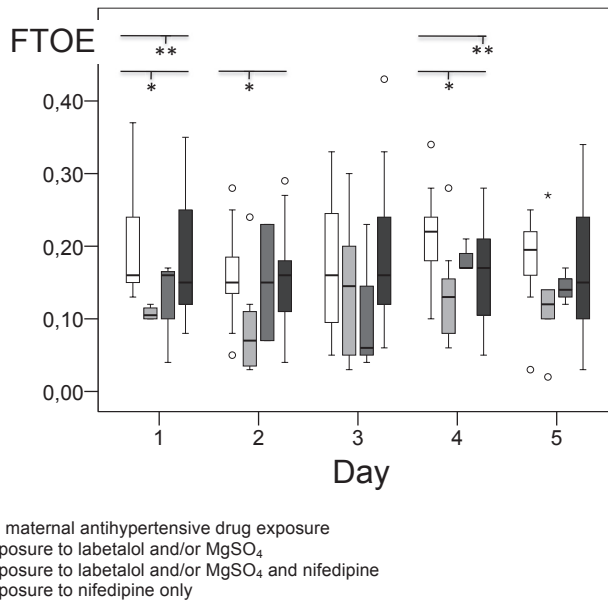 FTOE
** **
* * *
0,40
0,30
0,20
0,10
0,00
1 2 3 4 5
Day
maternal antihypertensive drug exposure
posure to labetalol and/or MgSO₄
posure to labetalol and/or MgSO₄ and nifedipine
posure to nifedipine only